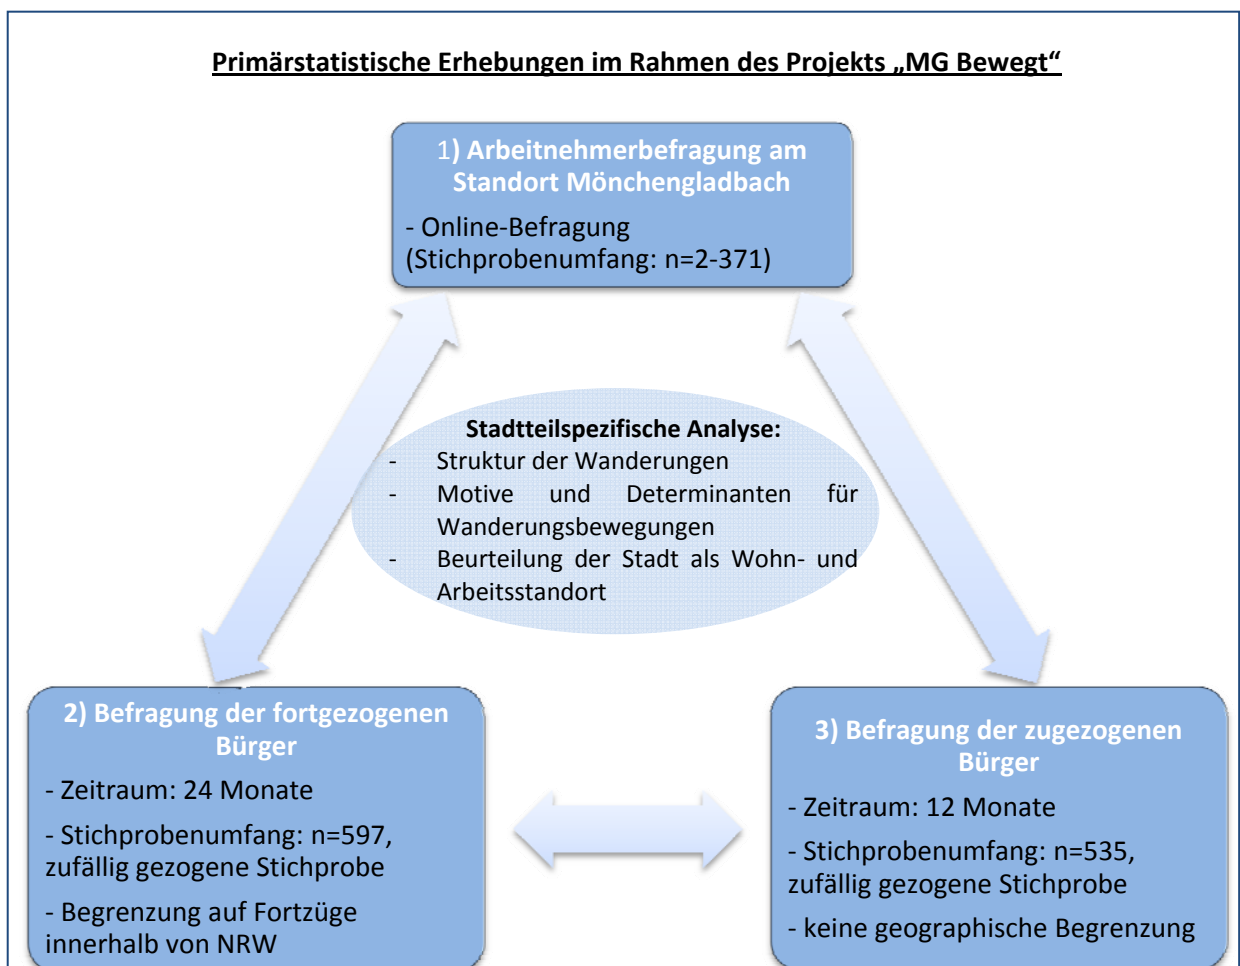 Primärstatistische Erhebungen im Rahmen des Projekts „MG Bewegt“
1) Arbeitnehmerbefragung am
Standort Mönchengladbach
- Online-Befragung
(Stichprobenumfang: n=2-371)
Stadtteilspezifische Analyse:
- Struktur der Wanderungen
- Motive und Determinanten für
Wanderungsbewegungen
- Beurteilung der Stadt als Wohn- und
Arbeitsstandort
2) Befragung der fortgezogenen
Bürger
- Zeitraum: 24 Monate
- Stichprobenumfang: n=597,
zufällig gezogene Stichprobe
- Begrenzung auf Fortzüge
innerhalb von NRW
3) Befragung der zugezogenen
Bürger
- Zeitraum: 12 Monate
- Stichprobenumfang: n=535,
zufällig gezogene Stichprobe
- keine geographische Begrenzung